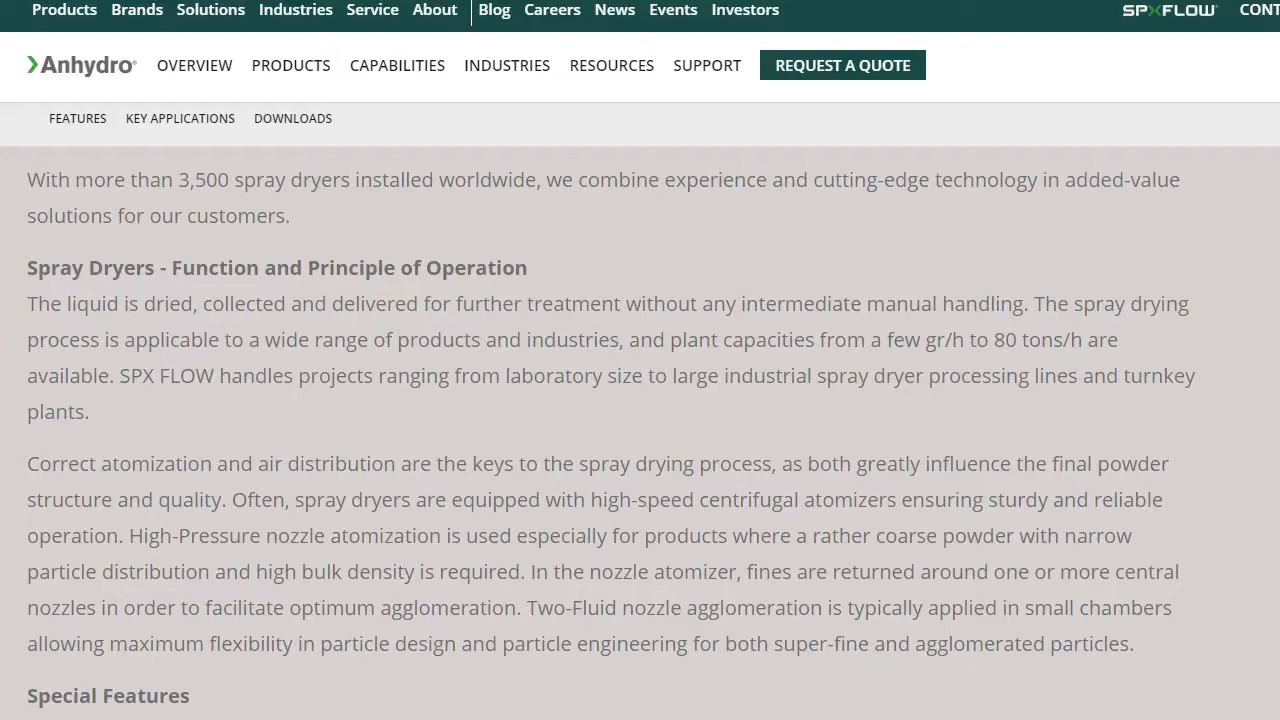 Products Brands Solutions Industries Service About Blog Careers News Events Investors SPXFLOW CONT
Anhydro OVERVIEW PRODUCTS CAPABILITIES INDUSTRIES RESOURCES SUPPORT REQUEST A QUOTE
FEATURES KEY APPLICATIONS DOWNLOADS
With more than 3,500 spray dryers installed worldwide, we combine experience and cutting-edge technology in added-value
solutions for our customers.
Spray Dryers - Function and Principle of Operation
The liquid is dried, collected and delivered for further treatment without any intermediate manual handling. The spray drying
process is applicable to a wide range of products and industries, and plant capacities from a few gr/h to 80 tons/h are
available. SPX FLOW handles projects ranging from laboratory size to large industrial spray dryer processing lines and turnkey
plants.
Correct atomization and air distribution are the keys to the spray drying process, as both greatly influence the final powder
structure and quality. Often, spray dryers are equipped with high-speed centrifugal atomizers ensuring sturdy and reliable
operation. High-Pressure nozzle atomization is used especially for products where a rather coarse powder with narrow
particle distribution and high bulk density is required. In the nozzle atomizer, fines are returned around one or more central
nozzles in order to facilitate optimum agglomeration. Two-Fluid nozzle agglomeration is typically applied in small chambers
allowing maximum flexibility in particle design and particle engineering for both super-fine and agglomerated particles.
Special Features